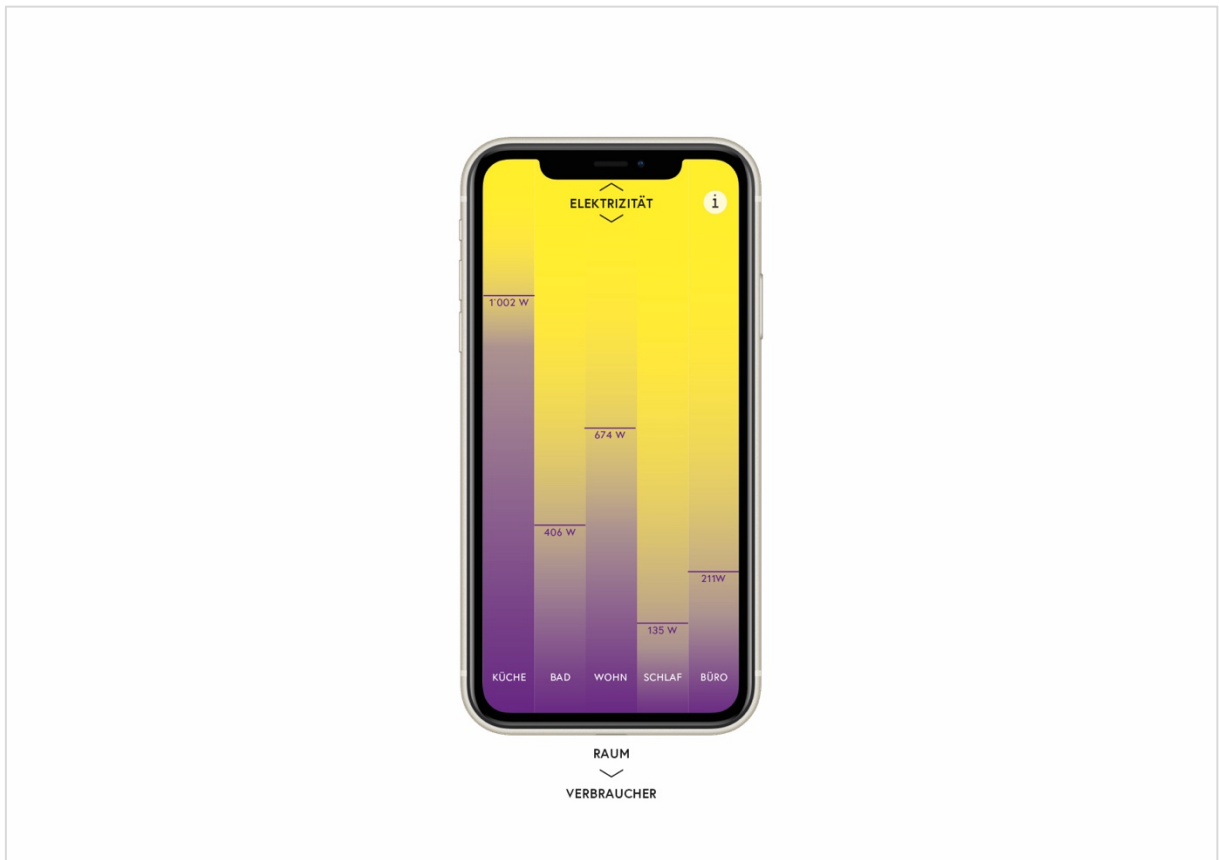 ELEKTRIZITÄT
i
1'002 W
674 W
406 W
211W
135 W
KÜCHE BAD WOHN SCHLAF BÜRO
RAUM
VERBRAUCHER